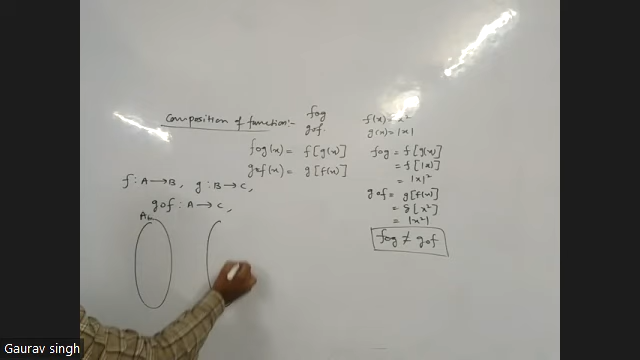 Composition of function:- fog
gof.
fog(x) = f[g(x)]
gof(x) = g[f(x)]
f : A→B, g : B→C,
gof : A→C,
A
f(x) = x²
g(x) = |x|
fog = f[g(x)]
= f[|x|]
= |x|²
gof = g[f(x)]
= g[x²]
= |x²|
fog ≠ gof
Gaurav singh